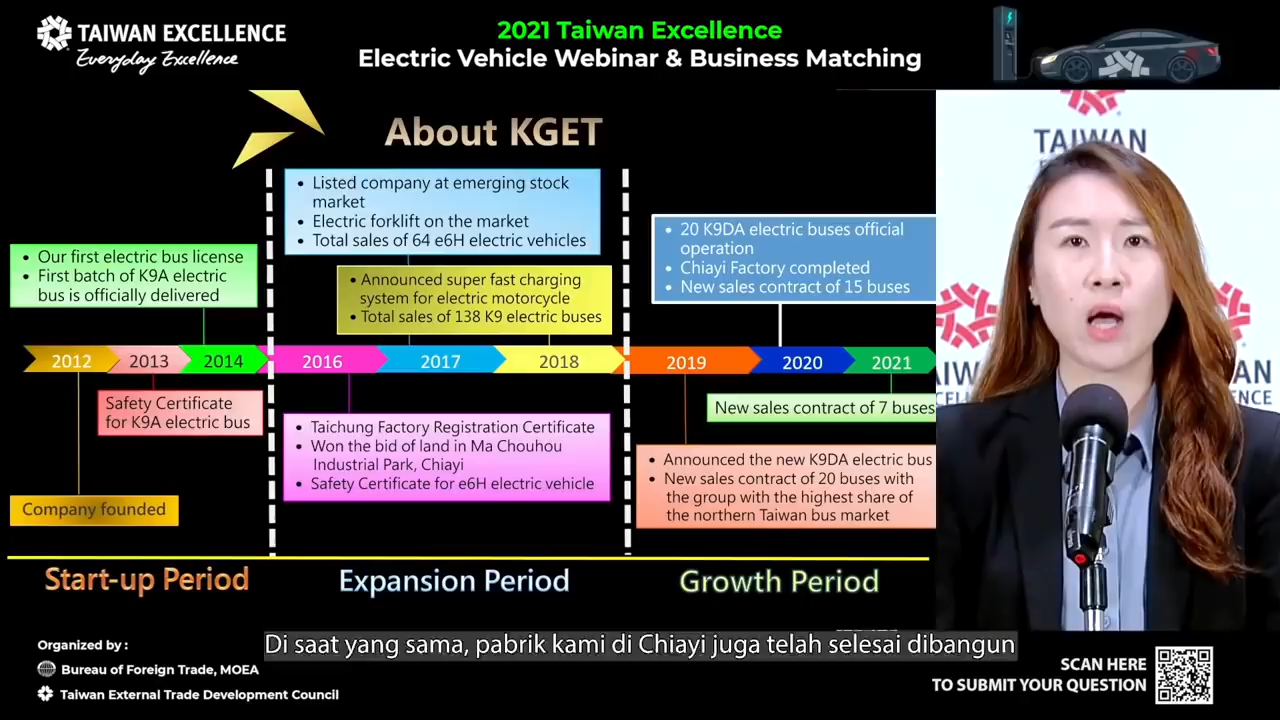 TAIWAN EXCELLENCE
Everyday Excellence
2021 Taiwan Excellence
Electric Vehicle Webinar & Business Matching
About KGET
• Listed company at emerging stock
market
• Electric forklift on the market
• Total sales of 64 e6H electric vehicles
• 20 K9DA electric buses official
operation
• Chiayi Factory completed
• New sales contract of 15 buses
• Our first electric bus license
• First batch of K9A electric
bus is officially delivered
• Announced super fast charging
system for electric motorcycle
• Total sales of 138 K9 electric buses
2012
2013
2014
2016
2017
2018
2019
2020
2021
Safety Certificate
for K9A electric bus
New sales contract of 7 buses
• Taichung Factory Registration Certificate
• Won the bid of land in Ma Chouhou
Industrial Park, Chiayi
• Safety Certificate for e6H electric vehicle
• Announced the new K9DA electric bus
• New sales contract of 20 buses with
the group with the highest share of
the northern Taiwan bus market
Company founded
Start-up Period
Expansion Period
Growth Period
TAIWAN
Di saat yang sama, pabrik kami di Chiayi juga telah selesai dibangun
Organized by :
Bureau of Foreign Trade, MOEA
Taiwan External Trade Development Council
SCAN HERE
TO SUBMIT YOUR QUESTION